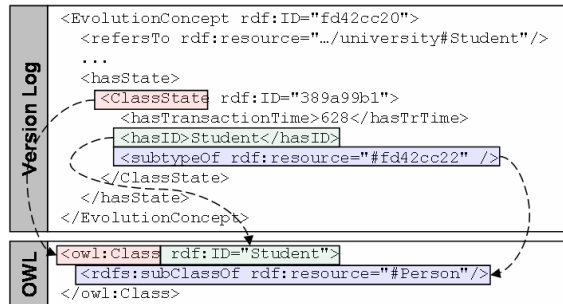 Version Log
<EvolutionConcept rdf:ID="fd42cc20">
<refersTo rdf:resource="…/university#Student"/>
...
<hasState>
<ClassState rdf:ID="389a99b1">
<hasTransactionTime>628</hasTrTime>
<hasID>Student</hasID>
<subtypeOf rdf:resource="#fd42cc22" />
</ClassState>
</hasState>
</EvolutionConcept>
OWL
<owl:Class rdf:ID="Student">
<rdfs:subClassOf rdf:resource="#Person"/>
</owl:Class>